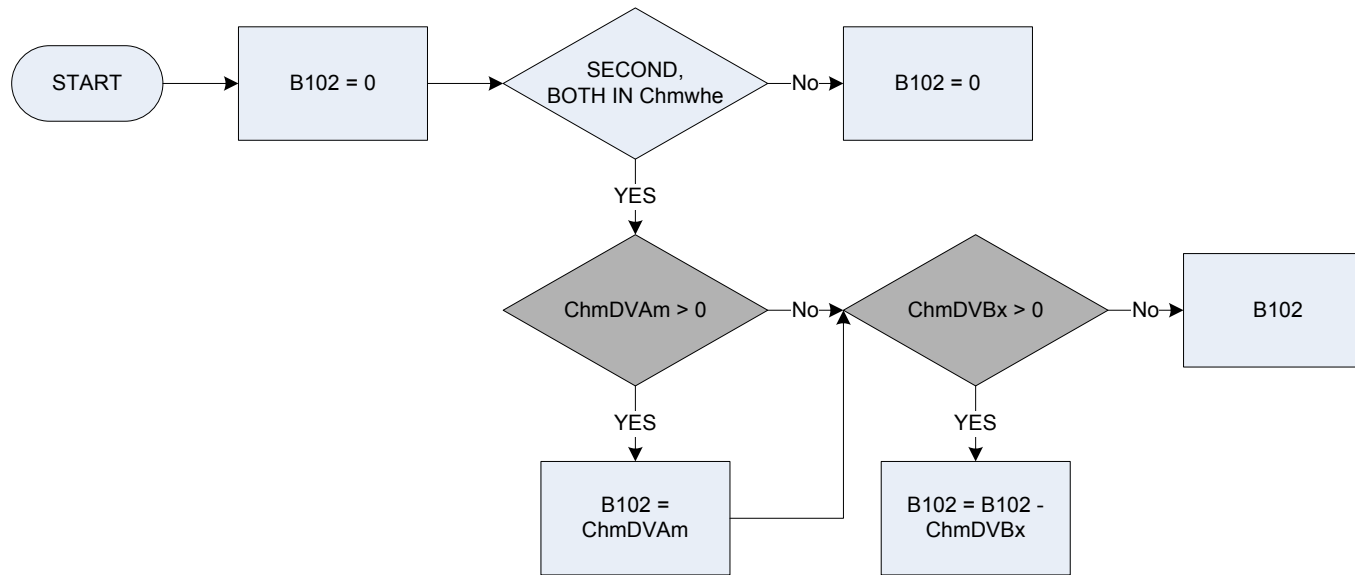 START
B102 = 0
SECOND,
BOTH IN Chmwhe
No
B102 = 0
YES
ChmDVAm > 0
No
ChmDVBx > 0
No
B102
YES
YES
B102 =
ChmDVAm
B102 = B102 -
ChmDVBx